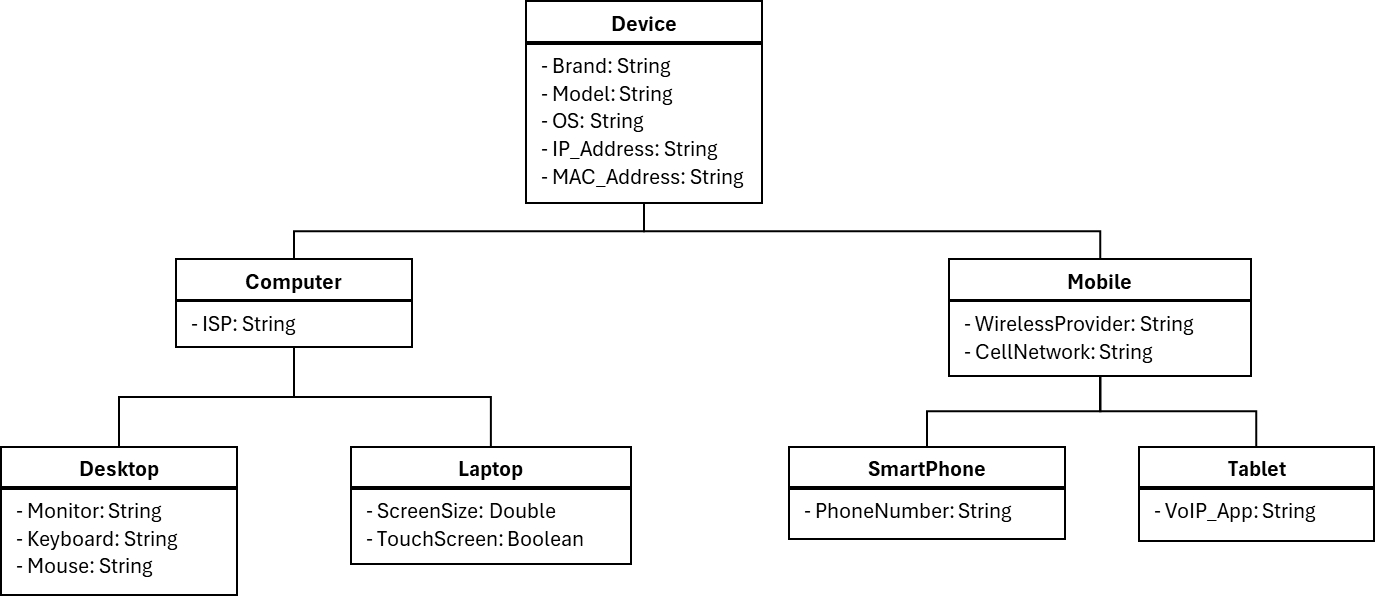 Device
- Brand: String
- Model: String
- OS: String
- IP_Address: String
- MAC_Address: String
Computer
- ISP: String
Mobile
- WirelessProvider: String
- CellNetwork: String
Desktop
- Monitor: String
- Keyboard: String
- Mouse: String
Laptop
- ScreenSize: Double
- TouchScreen: Boolean
SmartPhone
- PhoneNumber: String
Tablet
- VoIP_App: String